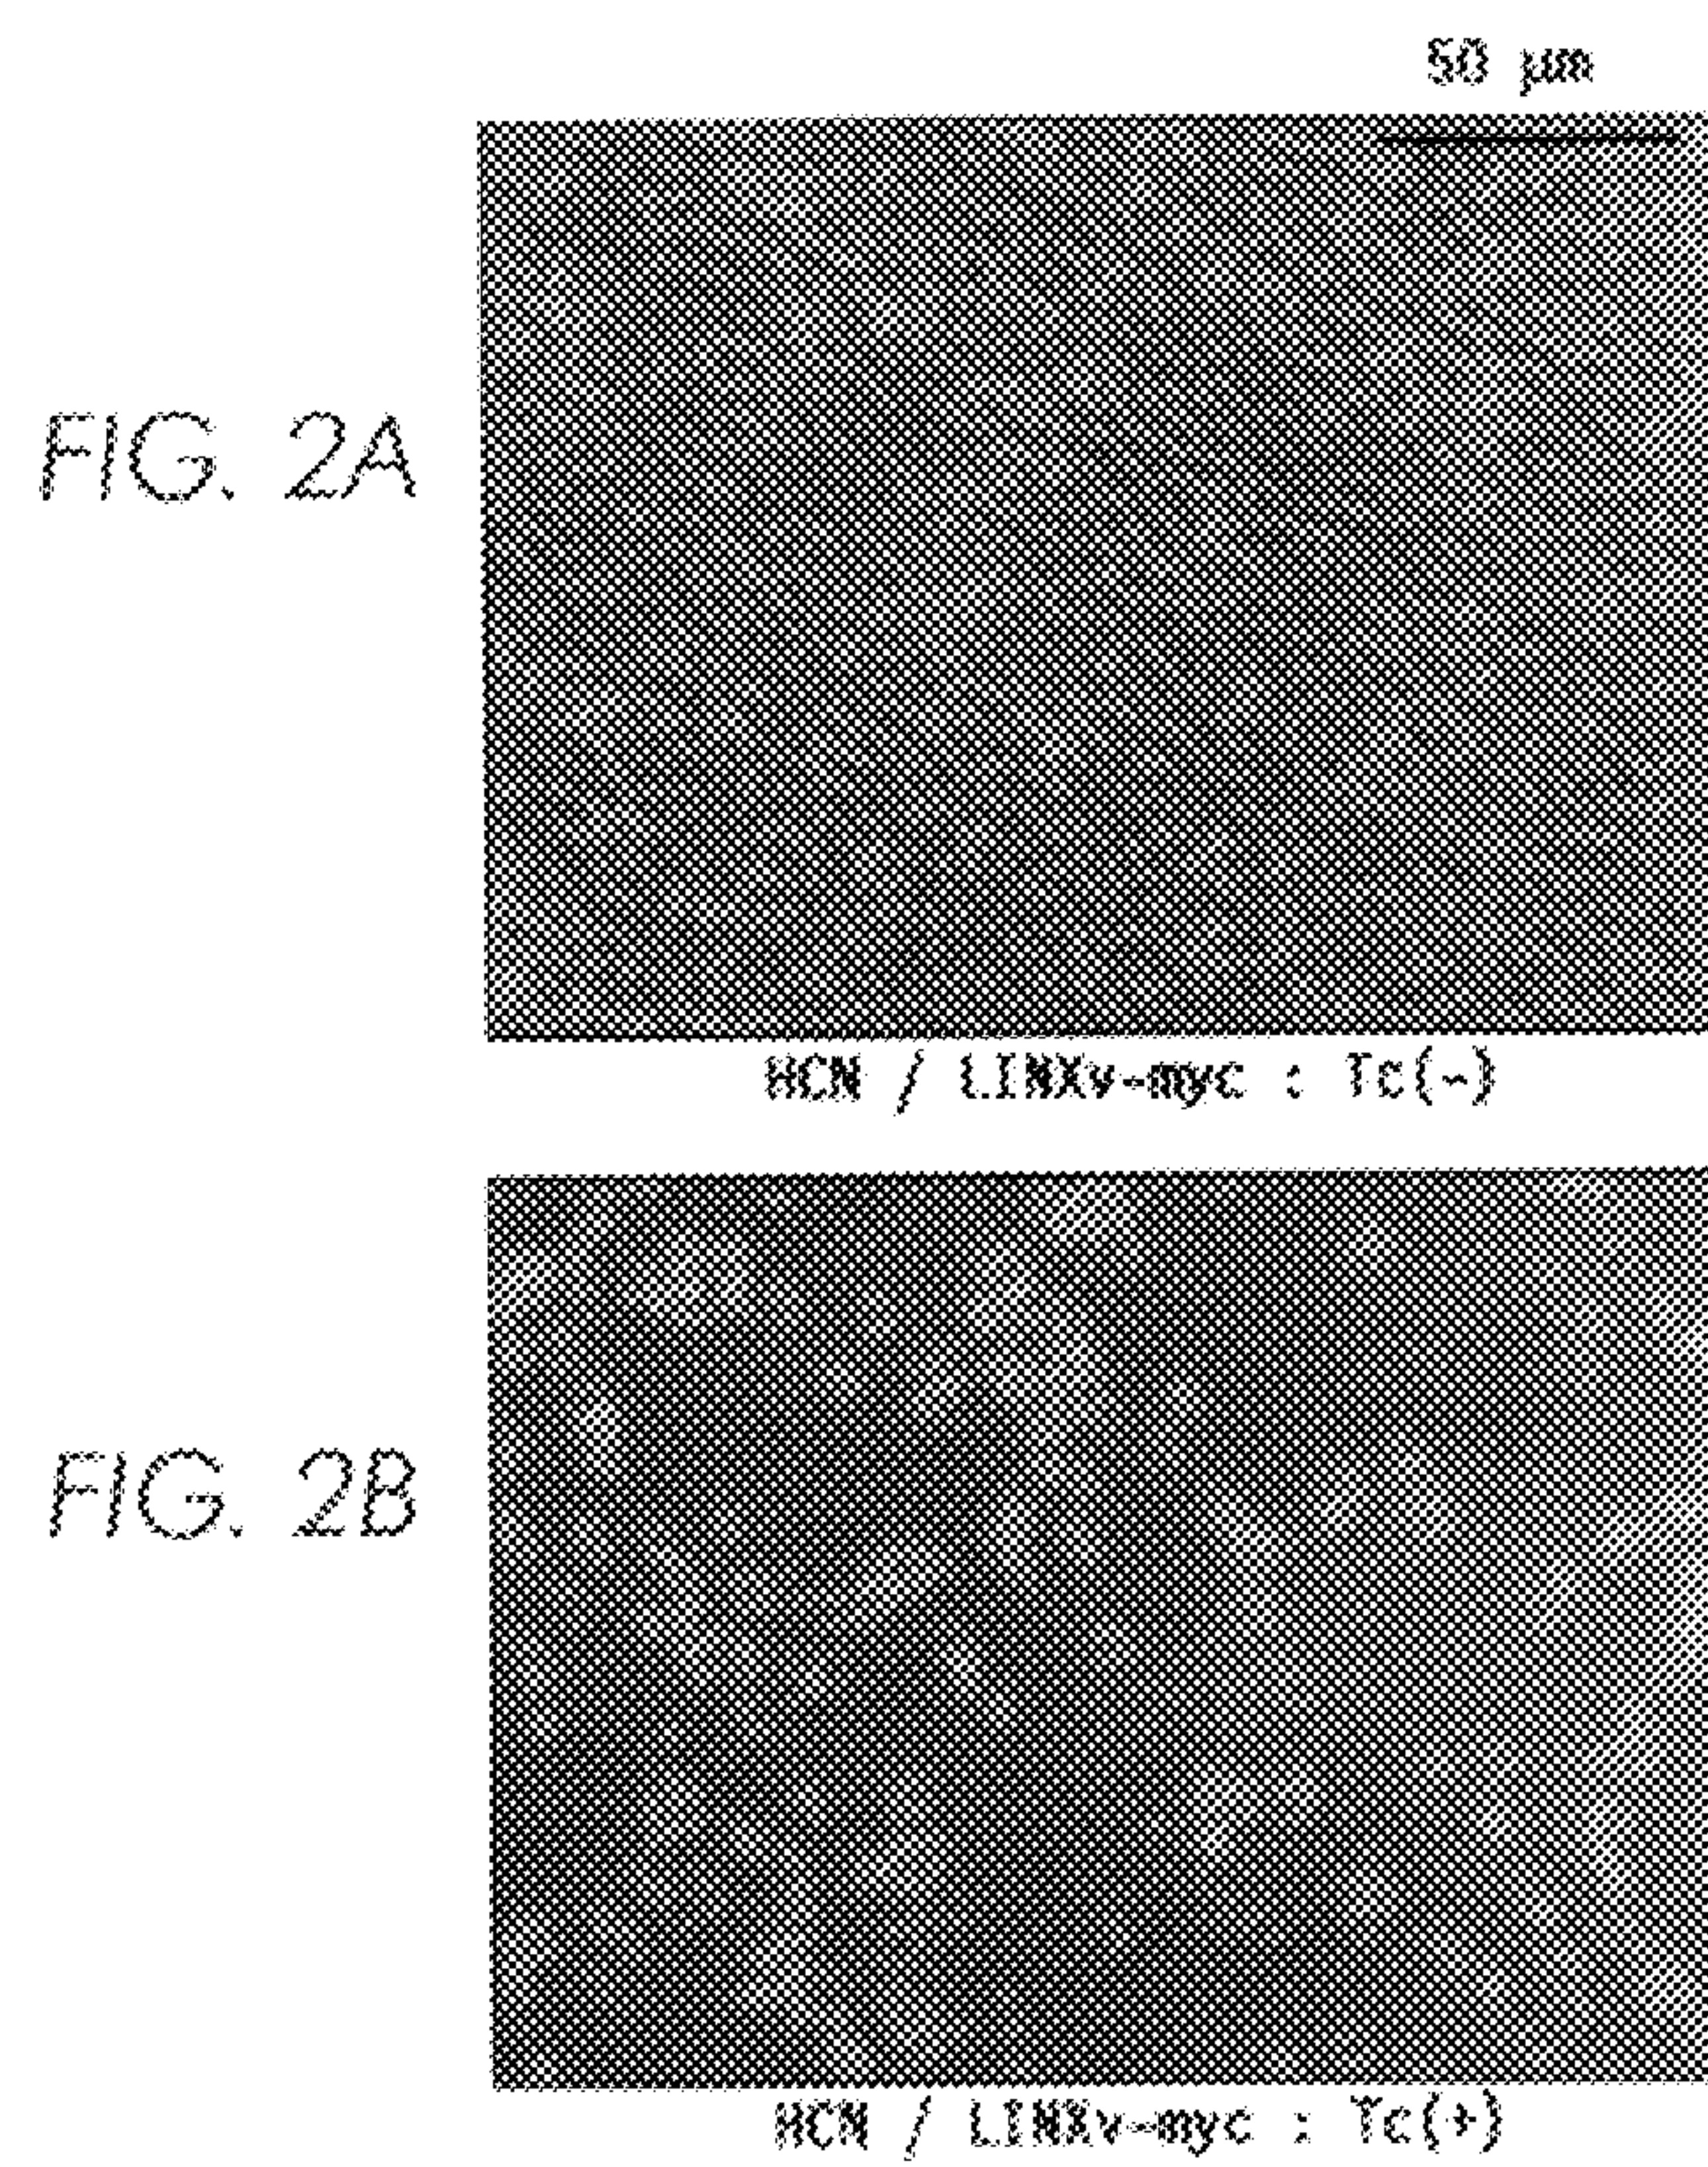 50 µm
FIG. 2A
HCN / LINXv-myc : Tc(-)
FIG. 2B
HCN / LINXv-myc : Tc(+)